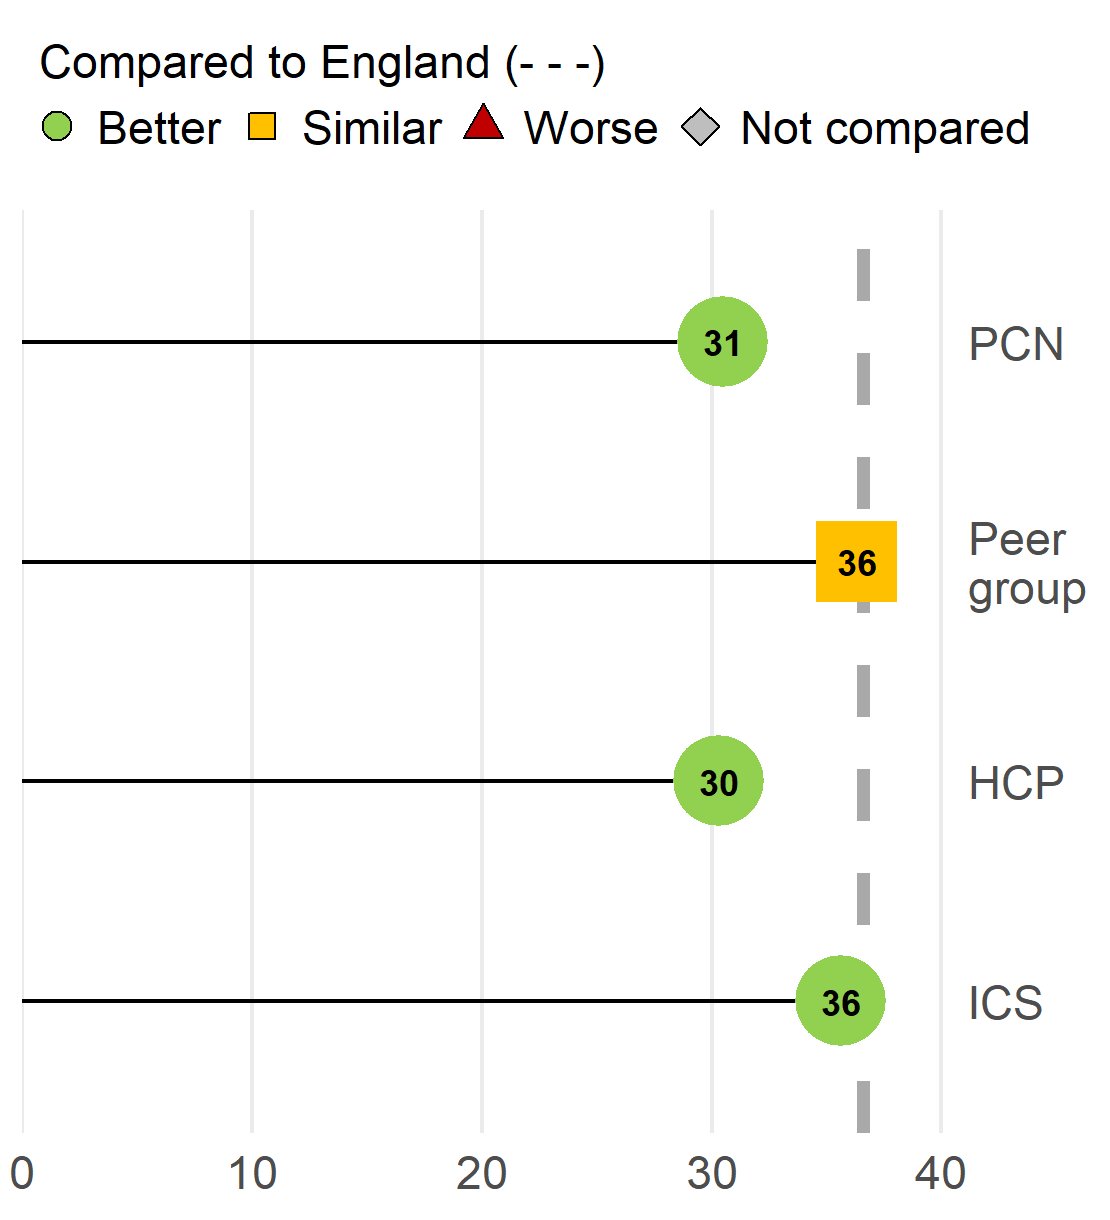 Compared to England (- - -)
Better Similar Worse Not compared
31 PCN
36 Peer
group
30 HCP
36 ICS
0 10 20 30 40